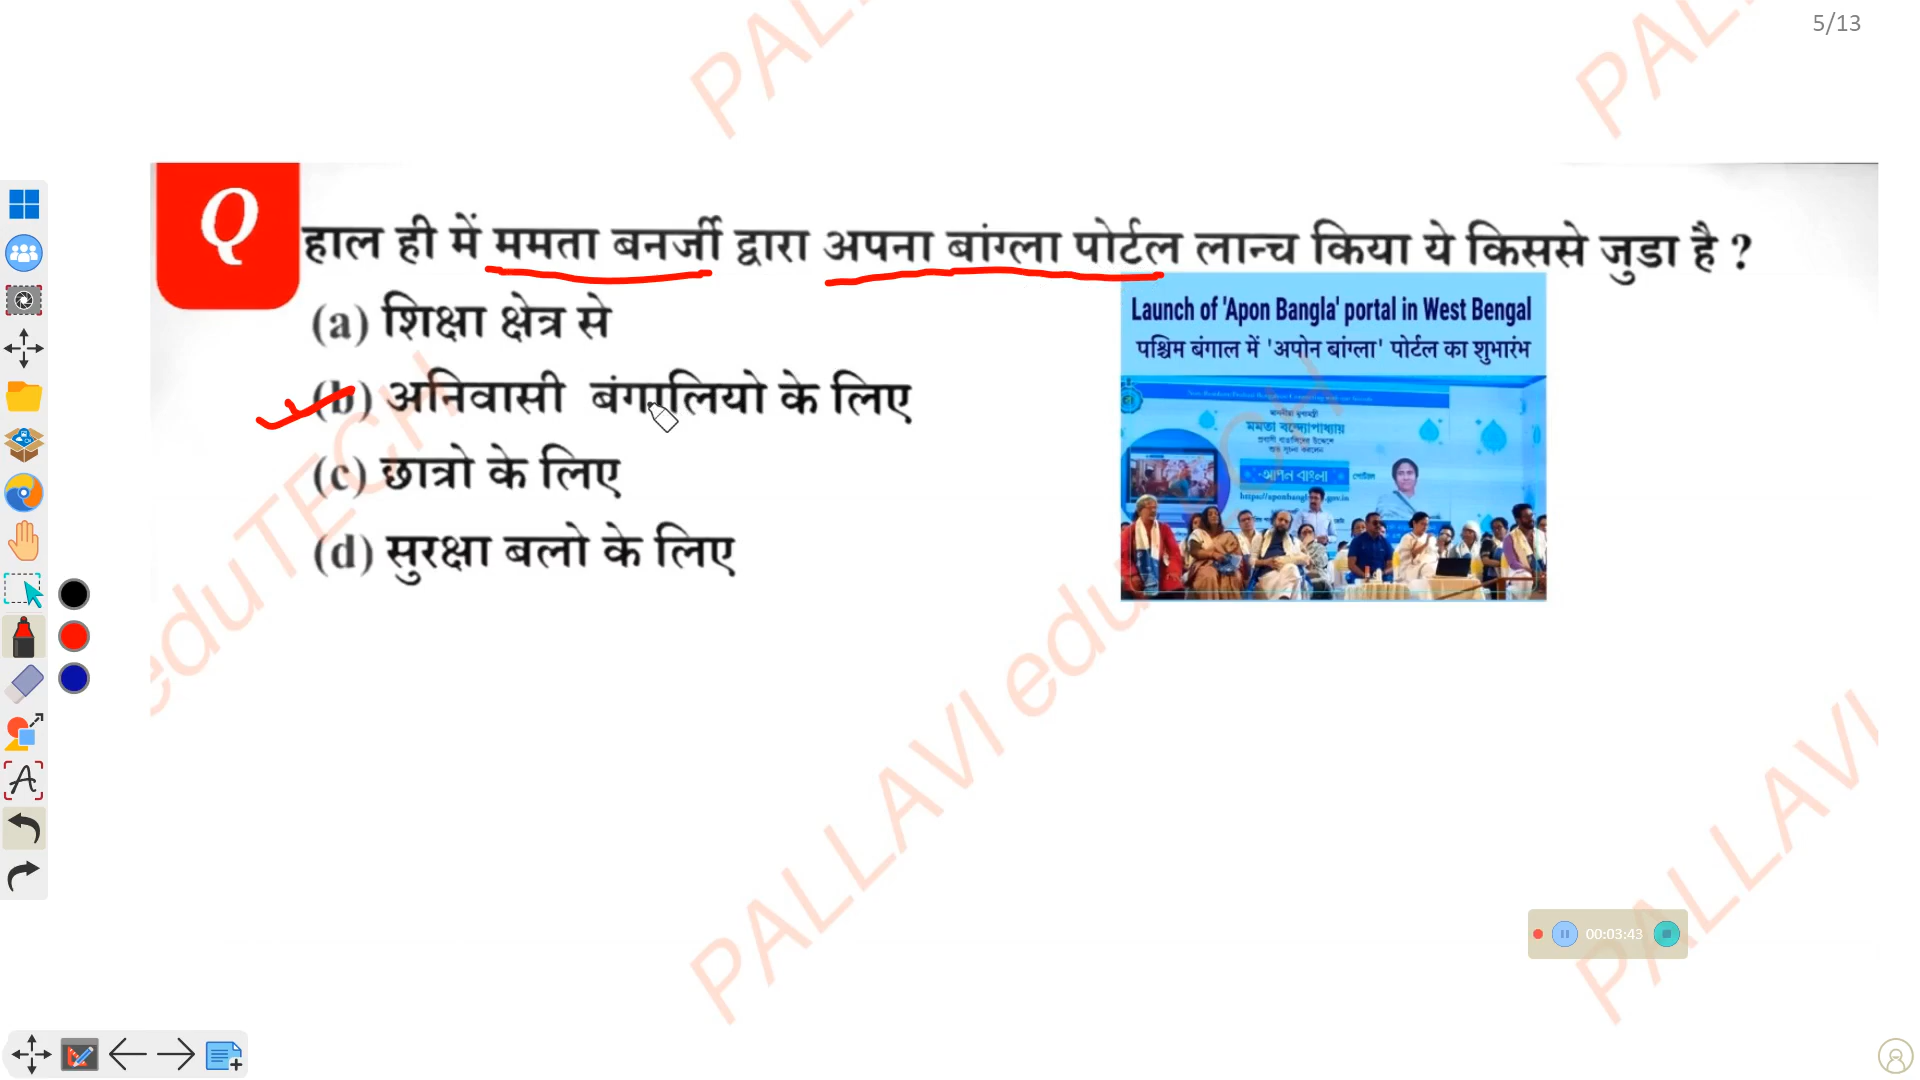 5/13
Q
हाल ही में ममता बनर्जी द्वारा अपना बांग्ला पोर्टल लान्च किया ये किससे जुडा है ?
(a) शिक्षा क्षेत्र से
(b) अनिवासी बंगालियो के लिए
(c) छात्रो के लिए
(d) सुरक्षा बलो के लिए
Launch of 'Apon Bangla' portal in West Bengal
पश्चिम बंगाल में 'अपोन बांग्ला' पोर्टल का शुभारंभ
মমতা বন্দ্যোপাধ্যায়
আপন বাংলা
পোর্টাল
PALLAVI eduTECH
PALLAVI
00:03:43